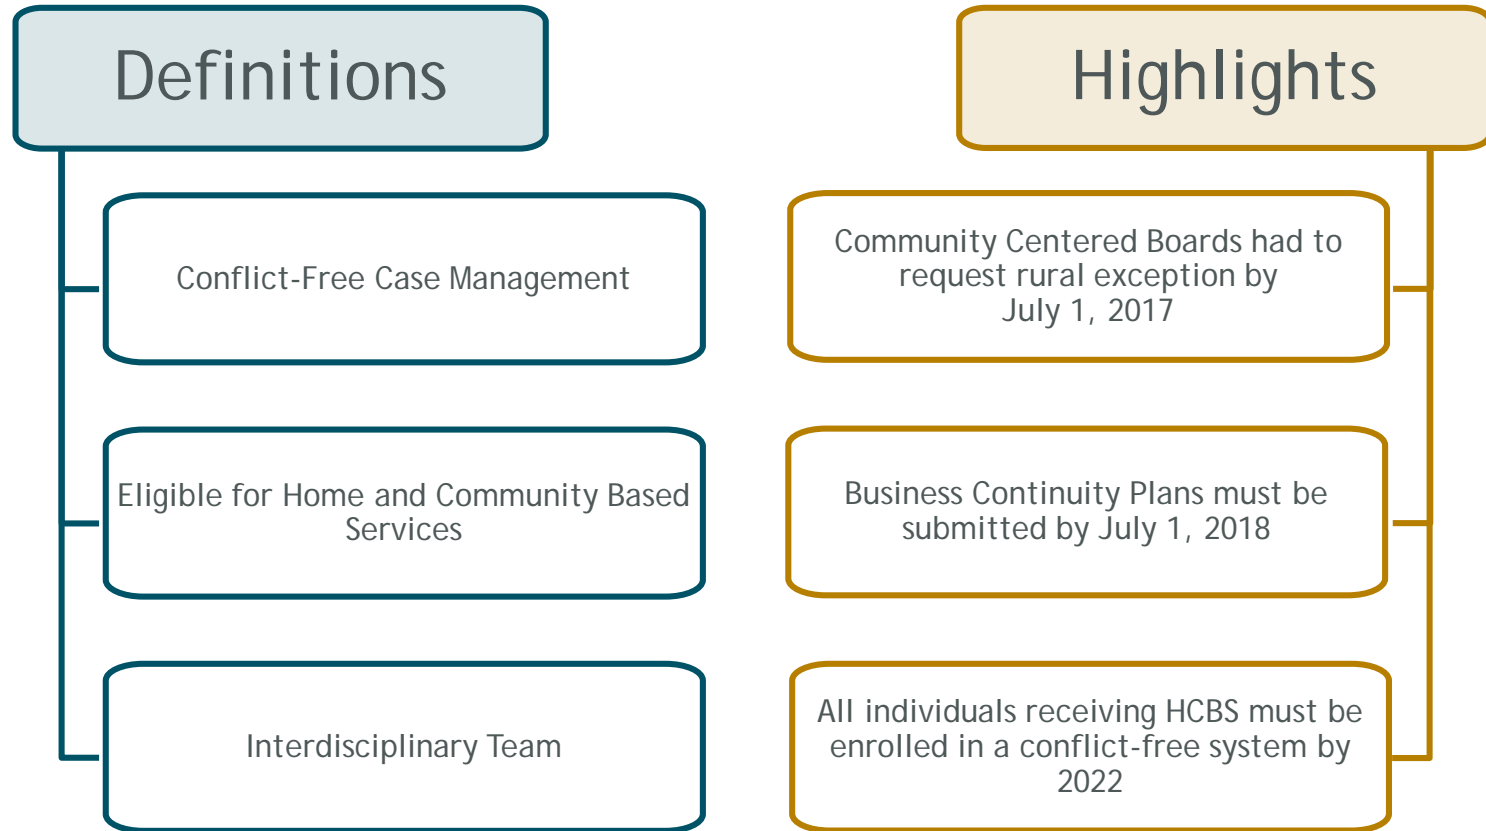 Definitions
Conflict-Free Case Management
Eligible for Home and Community Based
Services
Interdisciplinary Team
Highlights
Community Centered Boards had to
request rural exception by
July 1, 2017
Business Continuity Plans must be
submitted by July 1, 2018
All individuals receiving HCBS must be
enrolled in a conflict-free system by
2022